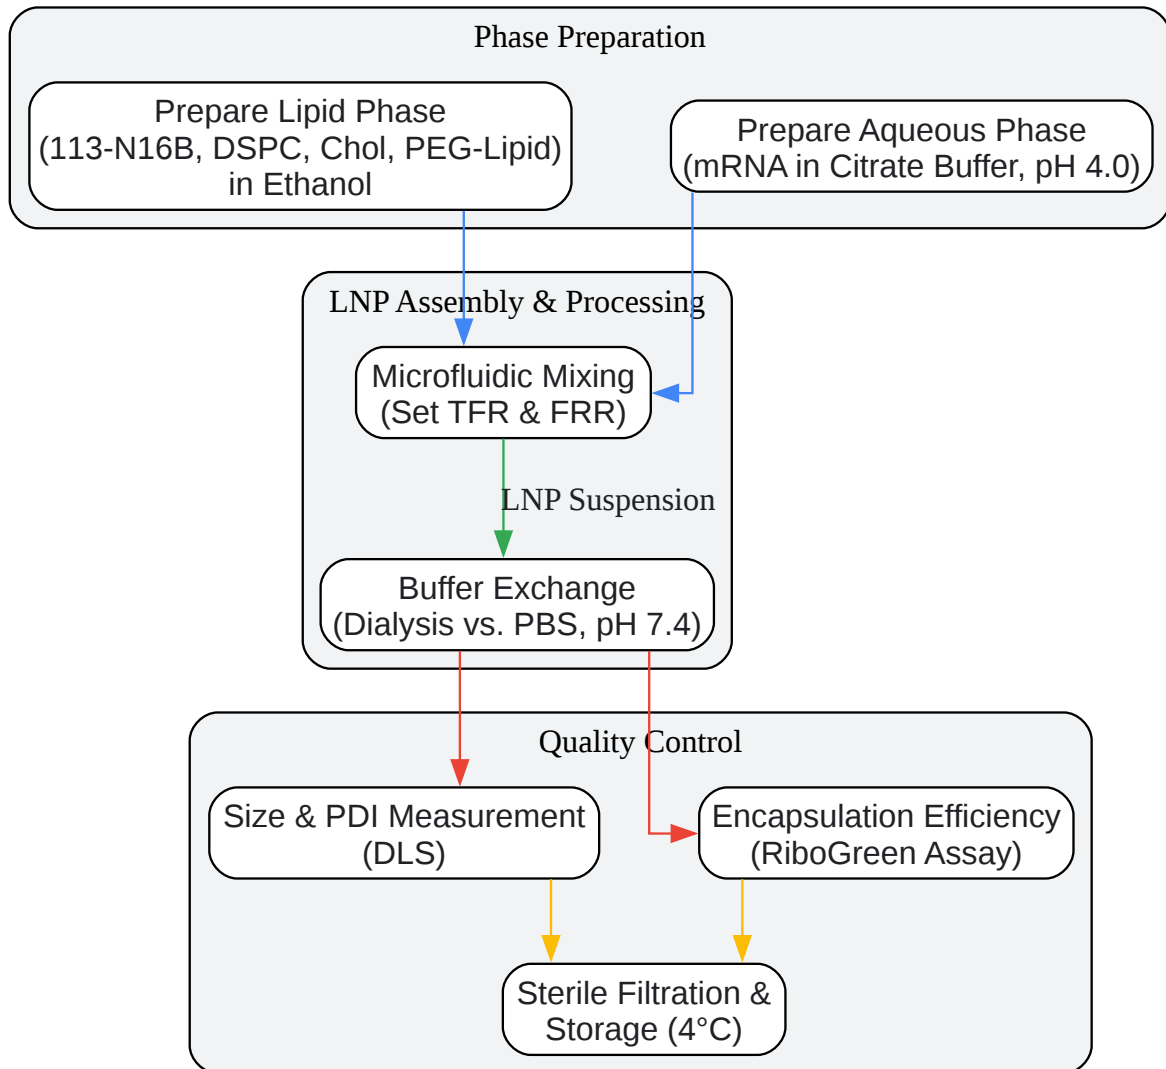 Phase Preparation
Prepare Lipid Phase
(113-N16B, DSPC, Chol, PEG-Lipid)
in Ethanol
Prepare Aqueous Phase
(mRNA in Citrate Buffer, pH 4.0)
LNP Assembly & Processing
Microfluidic Mixing
(Set TFR & FRR)
LNP Suspension
Buffer Exchange
(Dialysis vs. PBS, pH 7.4)
Quality Control
Size & PDI Measurement
(DLS)
Encapsulation Efficiency
(RiboGreen Assay)
Sterile Filtration &
Storage (4°C)